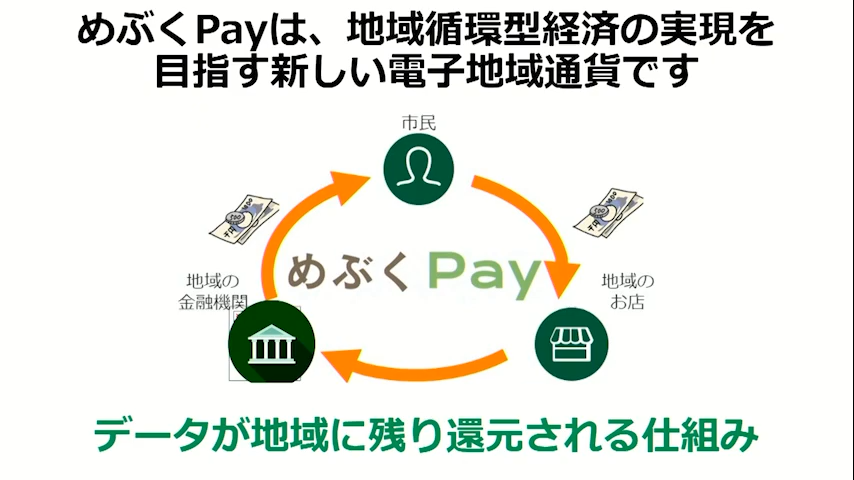 めぶくPayは、地域循環型経済の実現を
目指す新しい電子地域通貨です
市民
めぶく Pay
地域の
金融機関
地域の
お店
データが地域に残り還元される仕組み